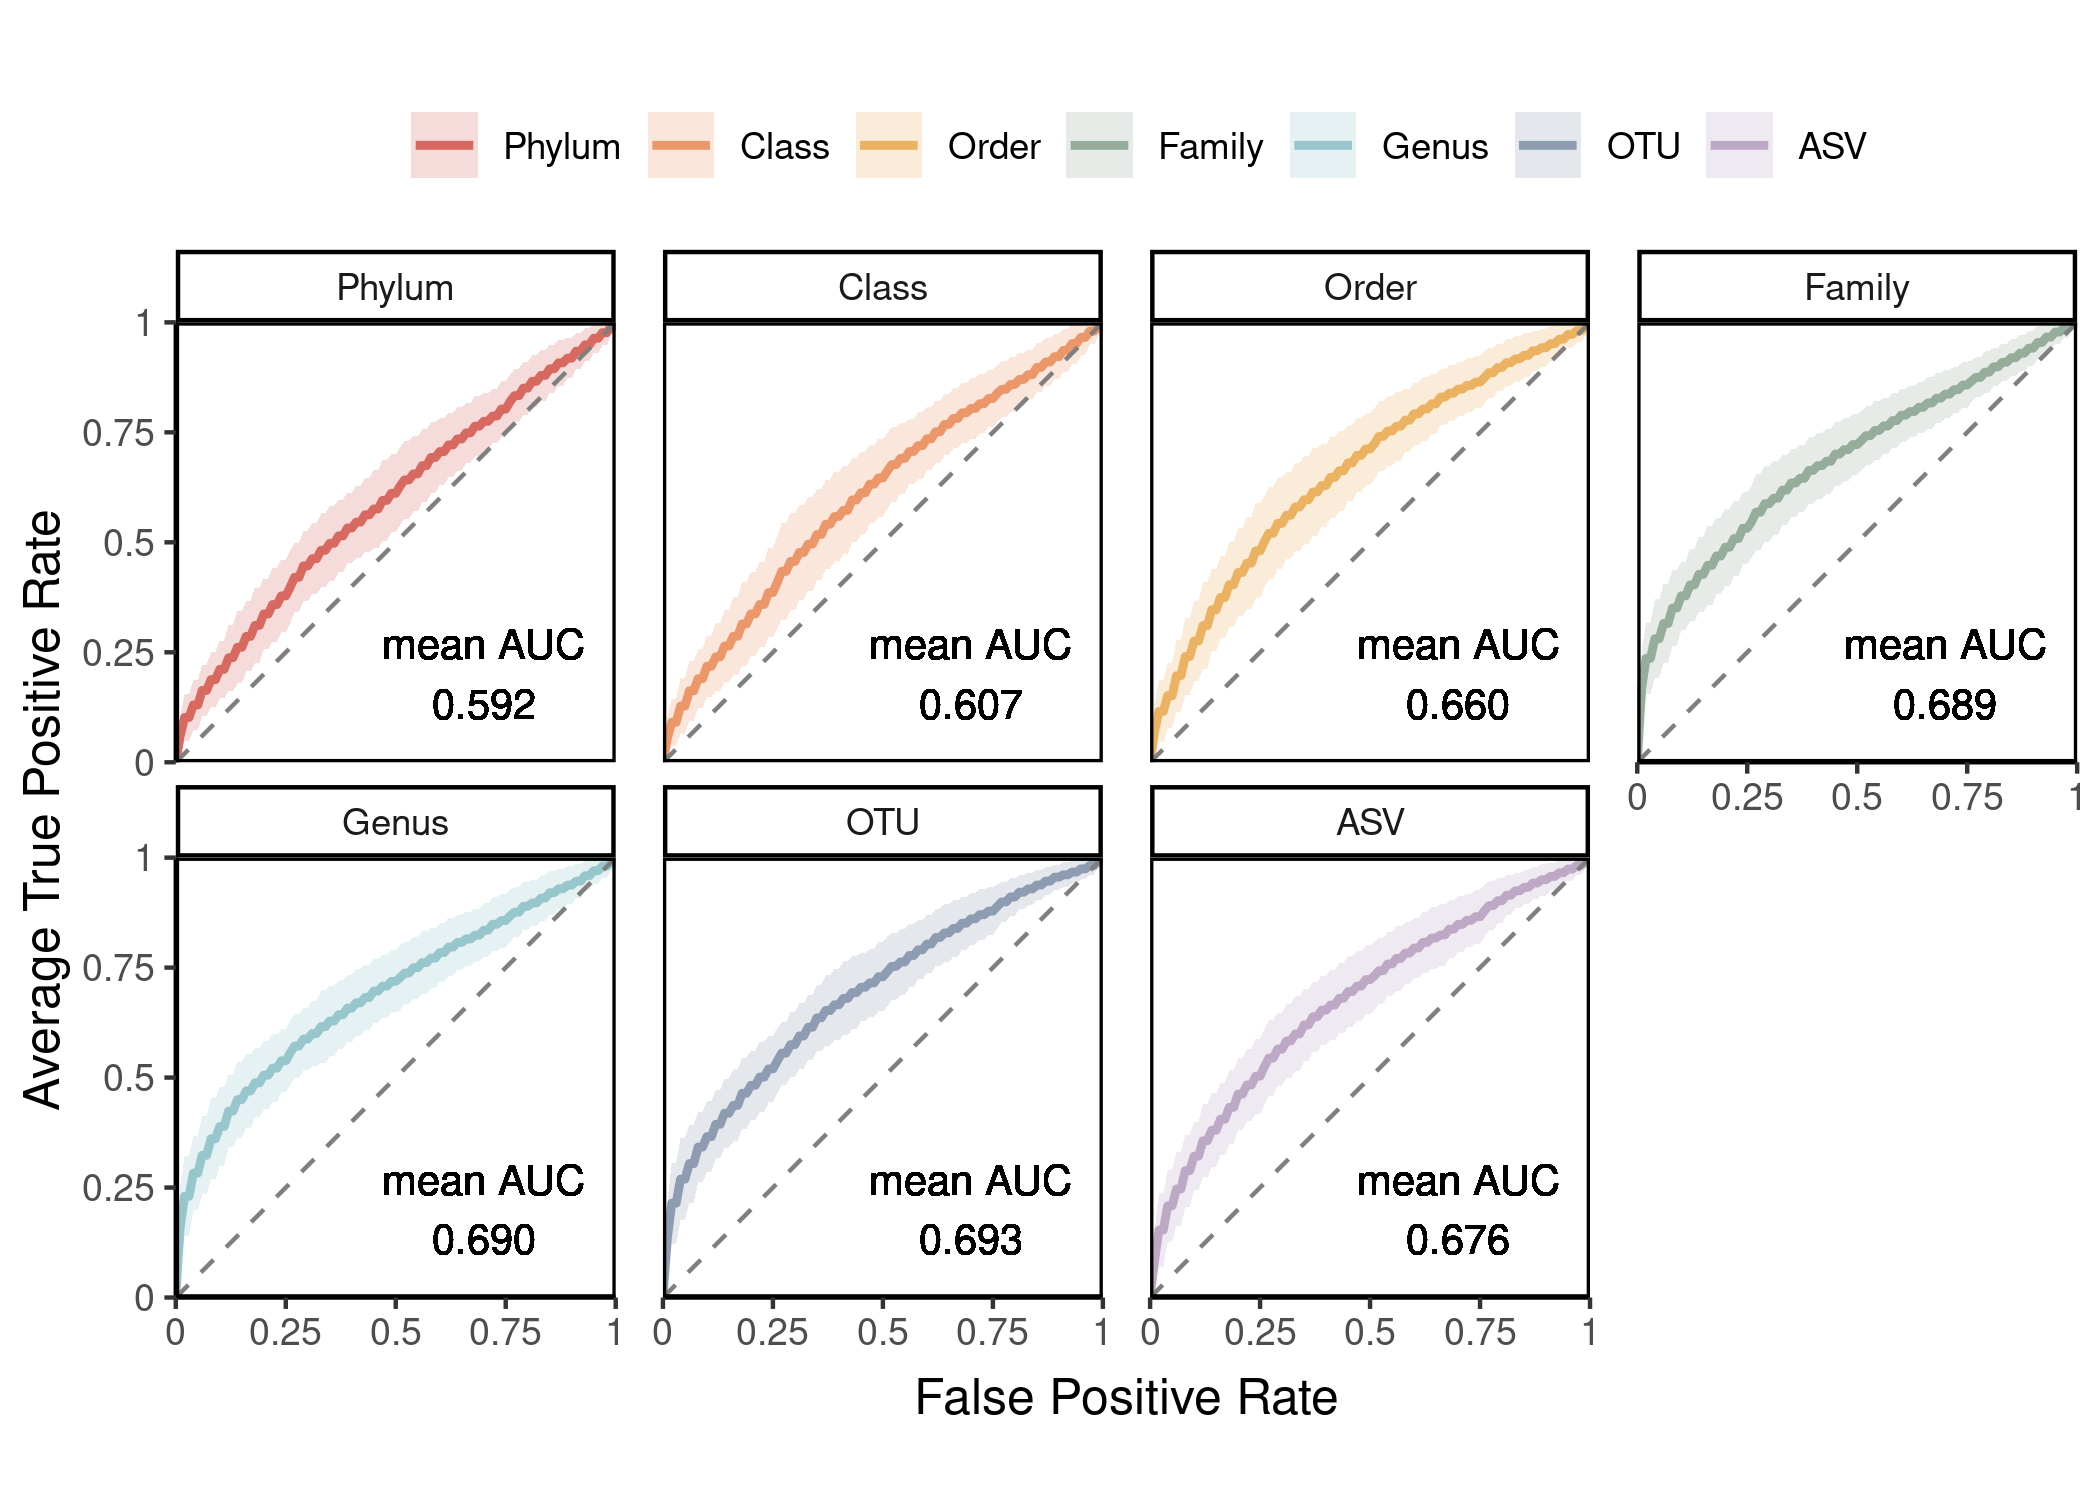 Phylum Class Order Family Genus OTU ASV
Average True Positive Rate
Phylum
1
0.75
0.5
0.25
0
mean AUC
0.592
Class
mean AUC
0.607
Order
mean AUC
0.660
Family
mean AUC
0.689
0 0.25 0.5 0.75 1
Genus
1
0.75
0.5
0.25
0
mean AUC
0.690
0 0.25 0.5 0.75 1
OTU
mean AUC
0.693
0 0.25 0.5 0.75 1
ASV
mean AUC
0.676
0 0.25 0.5 0.75 1
False Positive Rate